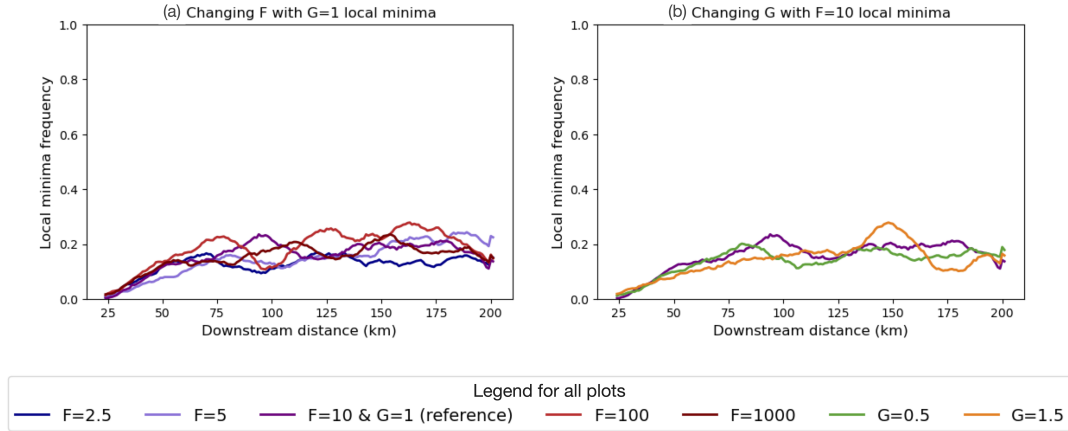 (a) Changing F with G=1 local minima
1.0
0.8
0.6
0.4
0.2
0.0
Local minima frequency
25 50 75 100 125 150 175 200
Downstream distance (km)
(b) Changing G with F=10 local minima
1.0
0.8
0.6
0.4
0.2
0.0
Local minima frequency
25 50 75 100 125 150 175 200
Downstream distance (km)
Legend for all plots
F=2.5 F=5 F=10 & G=1 (reference) F=100 F=1000 G=0.5 G=1.5